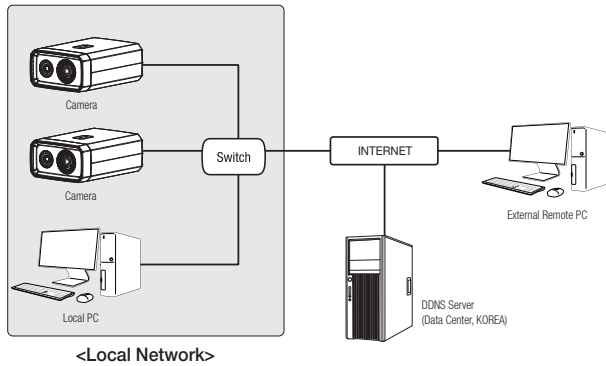 Camera
Camera
Switch
INTERNET
External Remote PC
Local PC
DDNS Server
(Data Center, KOREA)
<Local Network>